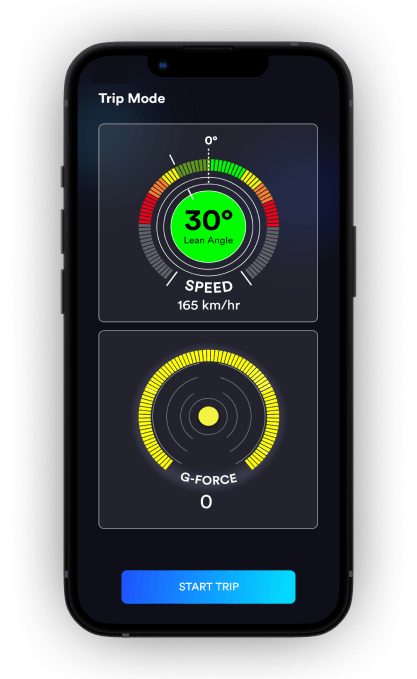 Trip Mode
0°
30°
Lean Angle
SPEED
165 km/hr
G-FORCE
0
START TRIP